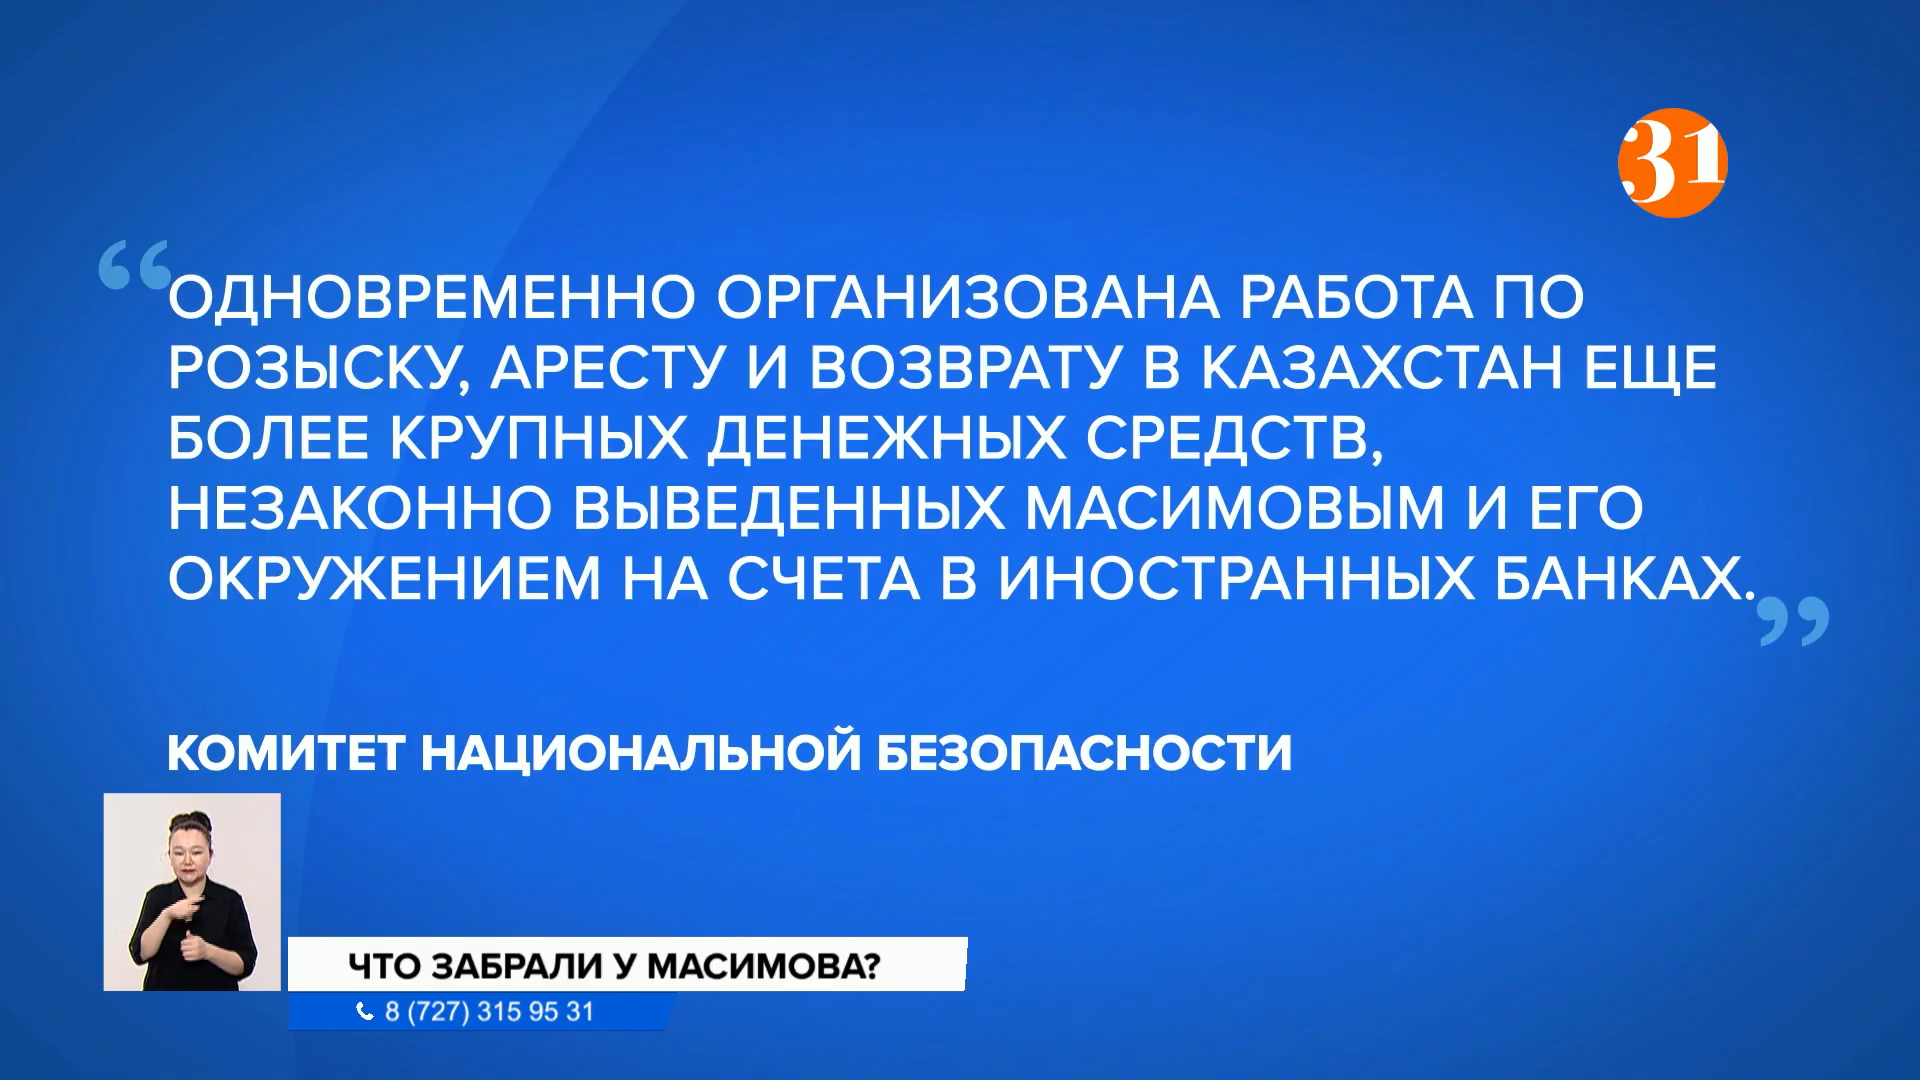 31
“ОДНОВРЕМЕННО ОРГАНИЗОВАНА РАБОТА ПО
РОЗЫСКУ, АРЕСТУ И ВОЗВРАТУ В КАЗАХСТАН ЕЩЕ
БОЛЕЕ КРУПНЫХ ДЕНЕЖНЫХ СРЕДСТВ,
НЕЗАКОННО ВЫВЕДЕННЫХ МАСИМОВЫМ И ЕГО
ОКРУЖЕНИЕМ НА СЧЕТА В ИНОСТРАННЫХ БАНКАХ.”
КОМИТЕТ НАЦИОНАЛЬНОЙ БЕЗОПАСНОСТИ
ЧТО ЗАБРАЛИ У МАСИМОВА?
8 (727) 315 95 31